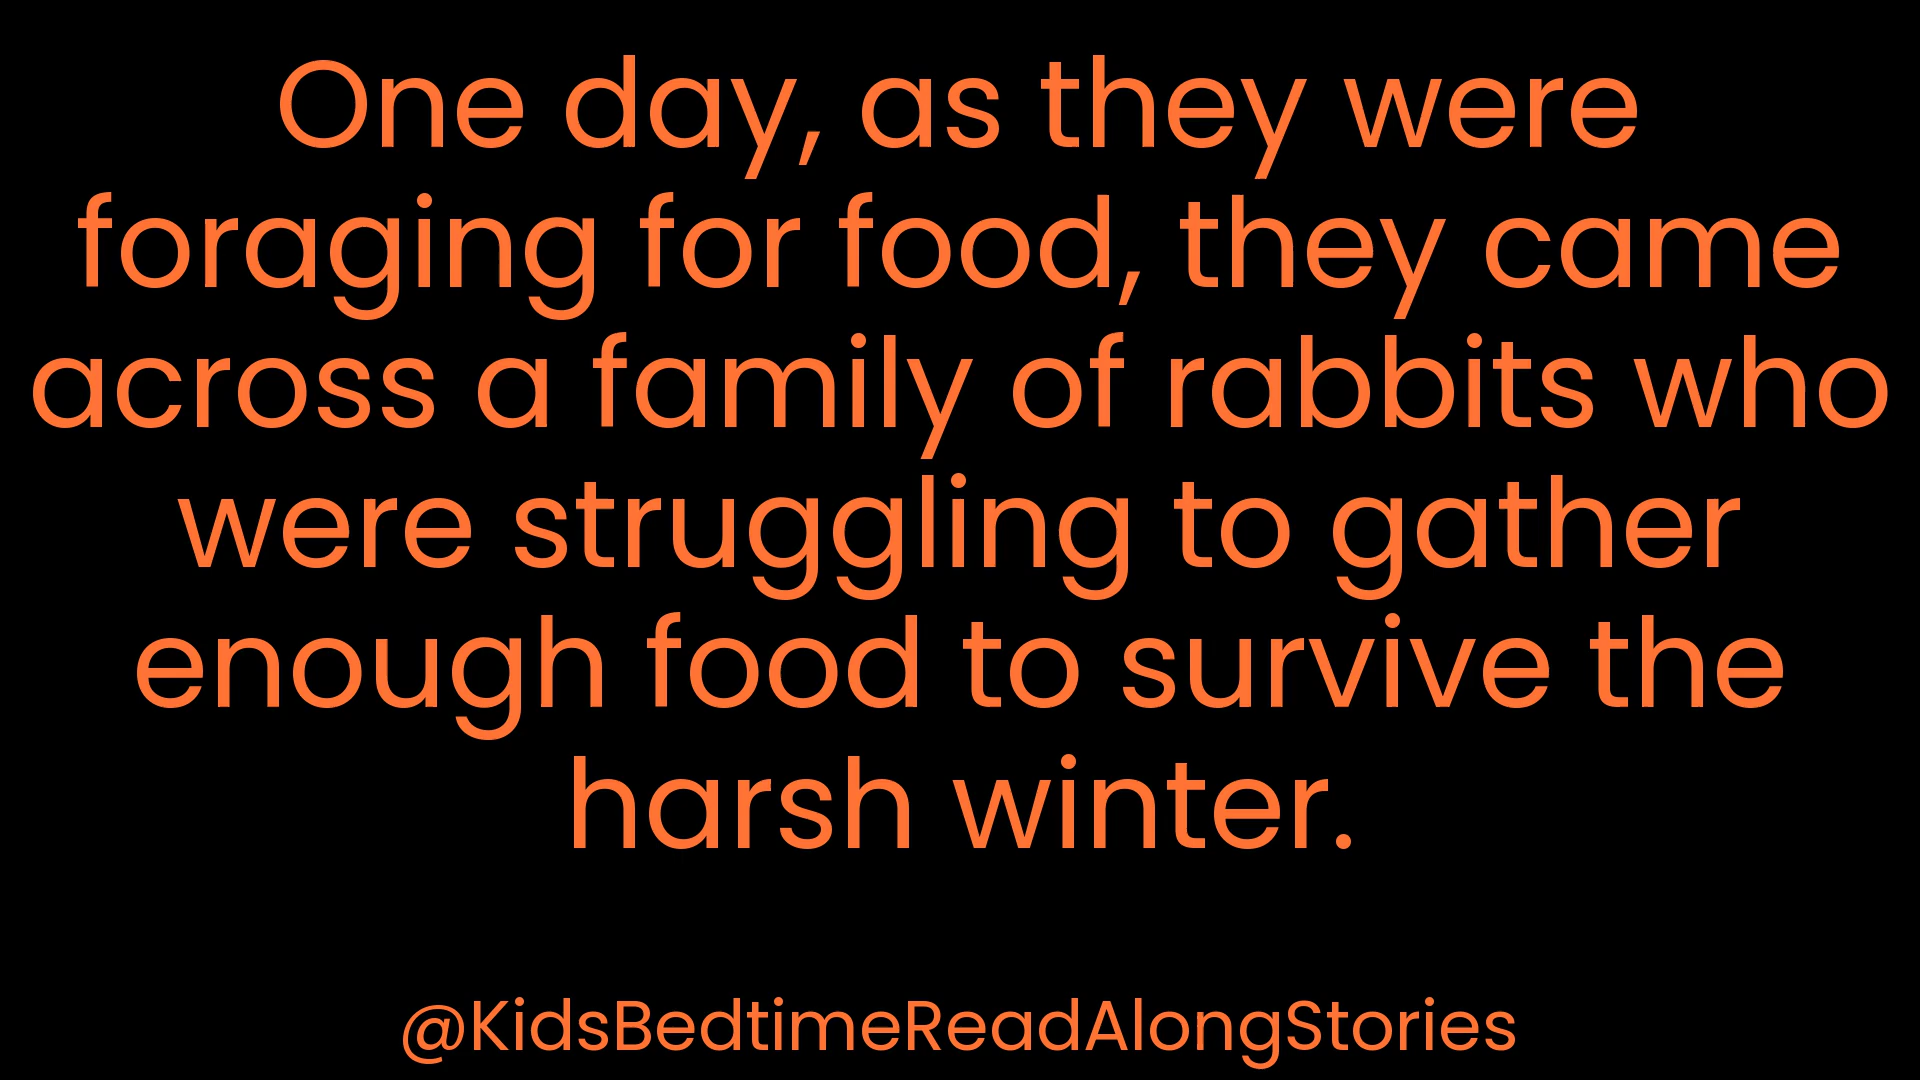 One day, as they were
foraging for food, they came
across a family of rabbits who
were struggling to gather
enough food to survive the
harsh winter.
@KidsBedtimeReadAlongStories